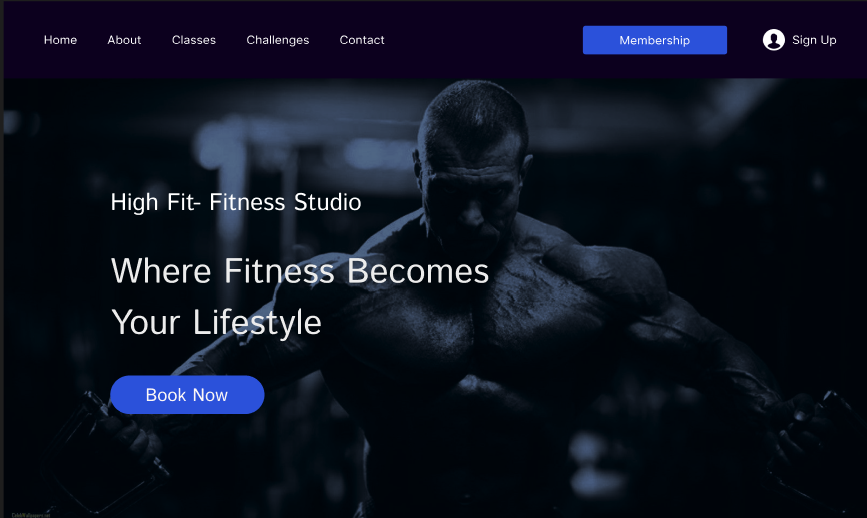 Home About Classes Challenges Contact Membership Sign Up
High Fit- Fitness Studio
Where Fitness Becomes
Your Lifestyle
Book Now